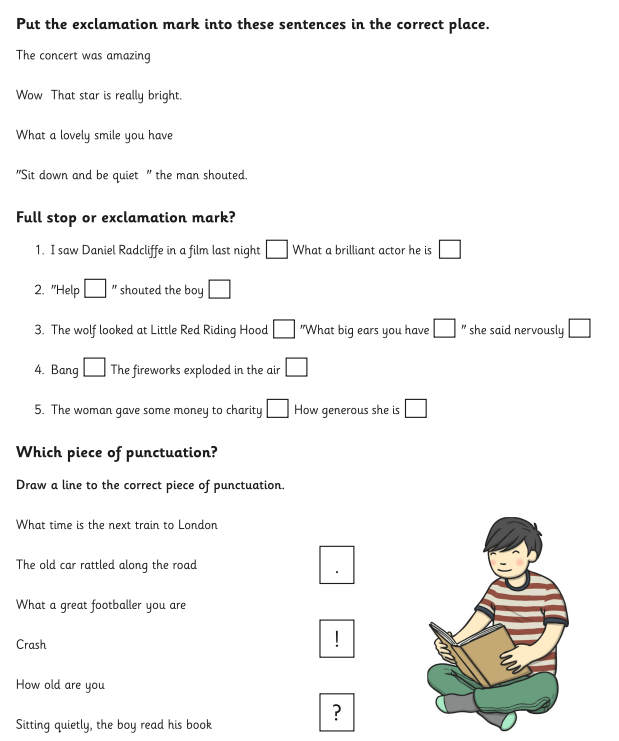 Put the exclamation mark into these sentences in the correct place.
The concert was amazing
Wow  That star is really bright.
What a lovely smile you have
"Sit down and be quiet  " the man shouted.
Full stop or exclamation mark?
1. I saw Daniel Radcliffe in a film last night What a brilliant actor he is
2. "Help " shouted the boy
3. The wolf looked at Little Red Riding Hood "What big ears you have " she said nervously
4. Bang The fireworks exploded in the air
5. The woman gave some money to charity How generous she is
Which piece of punctuation?
Draw a line to the correct piece of punctuation.
What time is the next train to London
The old car rattled along the road
.
What a great footballer you are
!
Crash
How old are you
?
Sitting quietly, the boy read his book